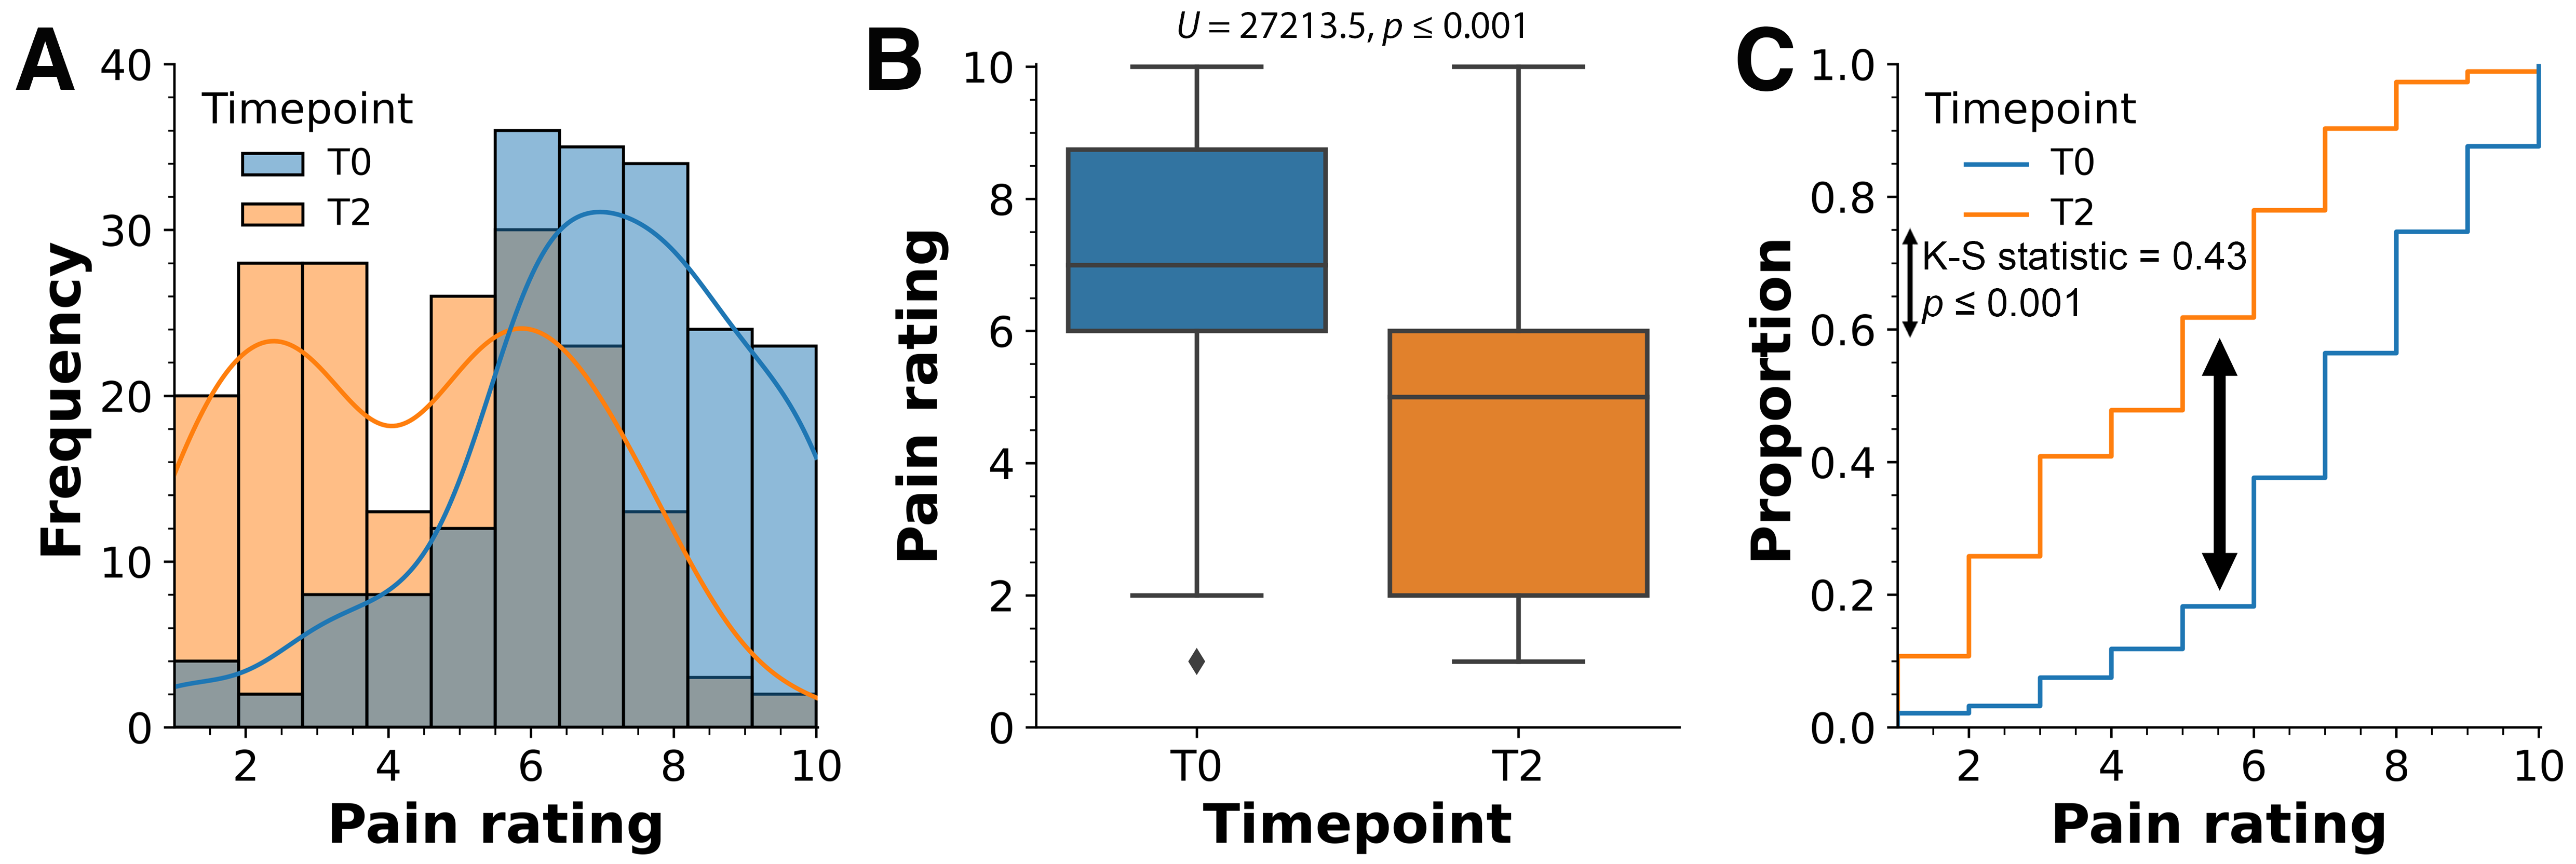 A
40
30
20
10
0
Frequency
Timepoint
T0
T2
2 4 6 8 10
Pain rating
B
U = 27213.5, p ≤ 0.001
10
8
6
4
2
0
Pain rating
T0 T2
Timepoint
C
1.0
0.8
0.6
0.4
0.2
0.0
Proportion
Timepoint
T0
T2
K-S statistic = 0.43
p ≤ 0.001
2 4 6 8 10
Pain rating